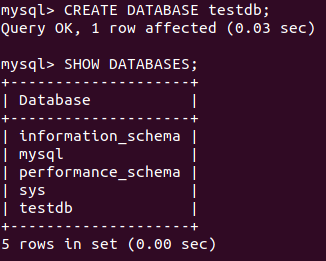 mysql> CREATE DATABASE testdb;
Query OK, 1 row affected (0.03 sec)
mysql> SHOW DATABASES;
+--------------------+
| Database           |
+--------------------+
| information_schema |
| mysql              |
| performance_schema |
| sys                |
| testdb             |
+--------------------+
5 rows in set (0.00 sec)